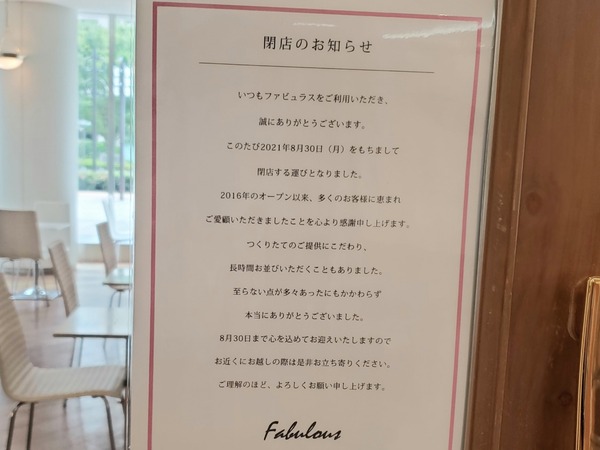 閉店のお知らせ
いつもファビュラスをご利用いただき、
誠にありがとうございます。
このたび2021年8月30日（月）をもちまして
閉店する運びとなりました。
2016年のオープン以来、多くのお客様に恵まれ
ご愛顧いただきましたことを心より感謝申し上げます。
つくりたてのご提供にこだわり、
長時間お並びいただくこともありました。
至らない点が多々あったにもかかわらず
本当にありがとうございました。
8月30日まで心を込めてお迎えいたしますので
お近くにお越しの際は是非お立ち寄りください。
ご理解のほど、よろしくお願い申し上げます。
Fabulous